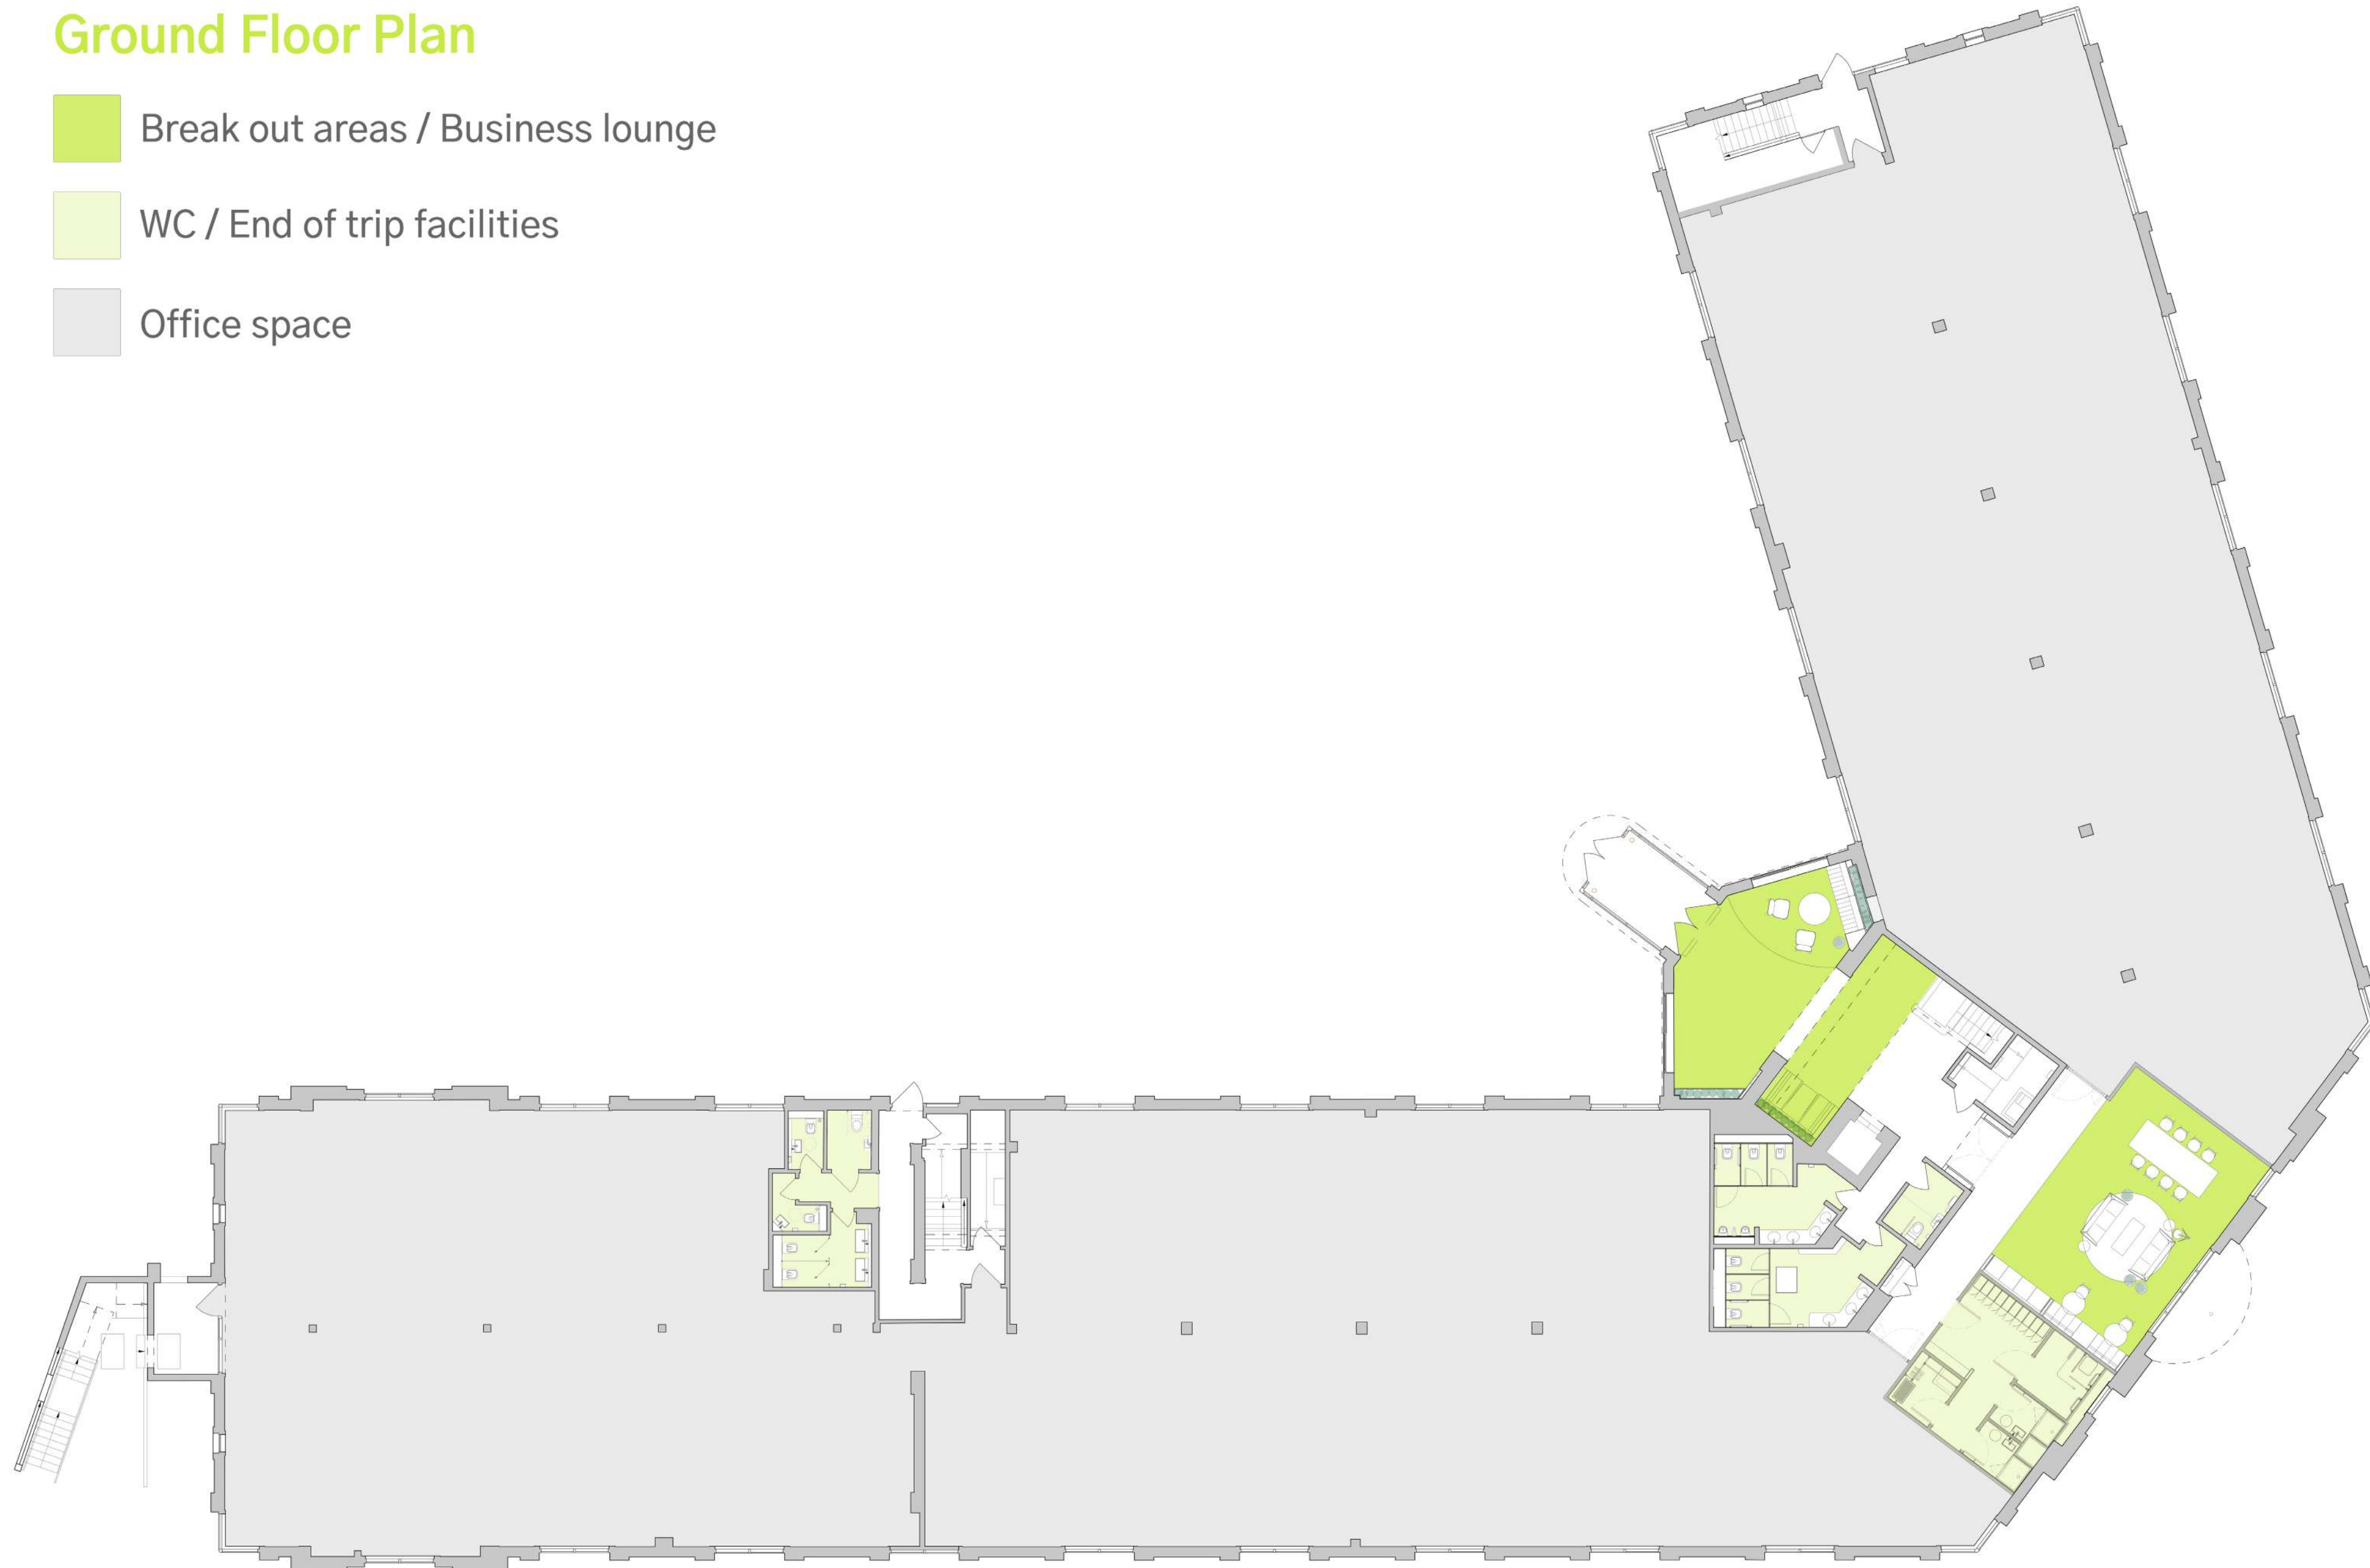 Ground Floor Plan
Break out areas / Business lounge
WC / End of trip facilities
Office space